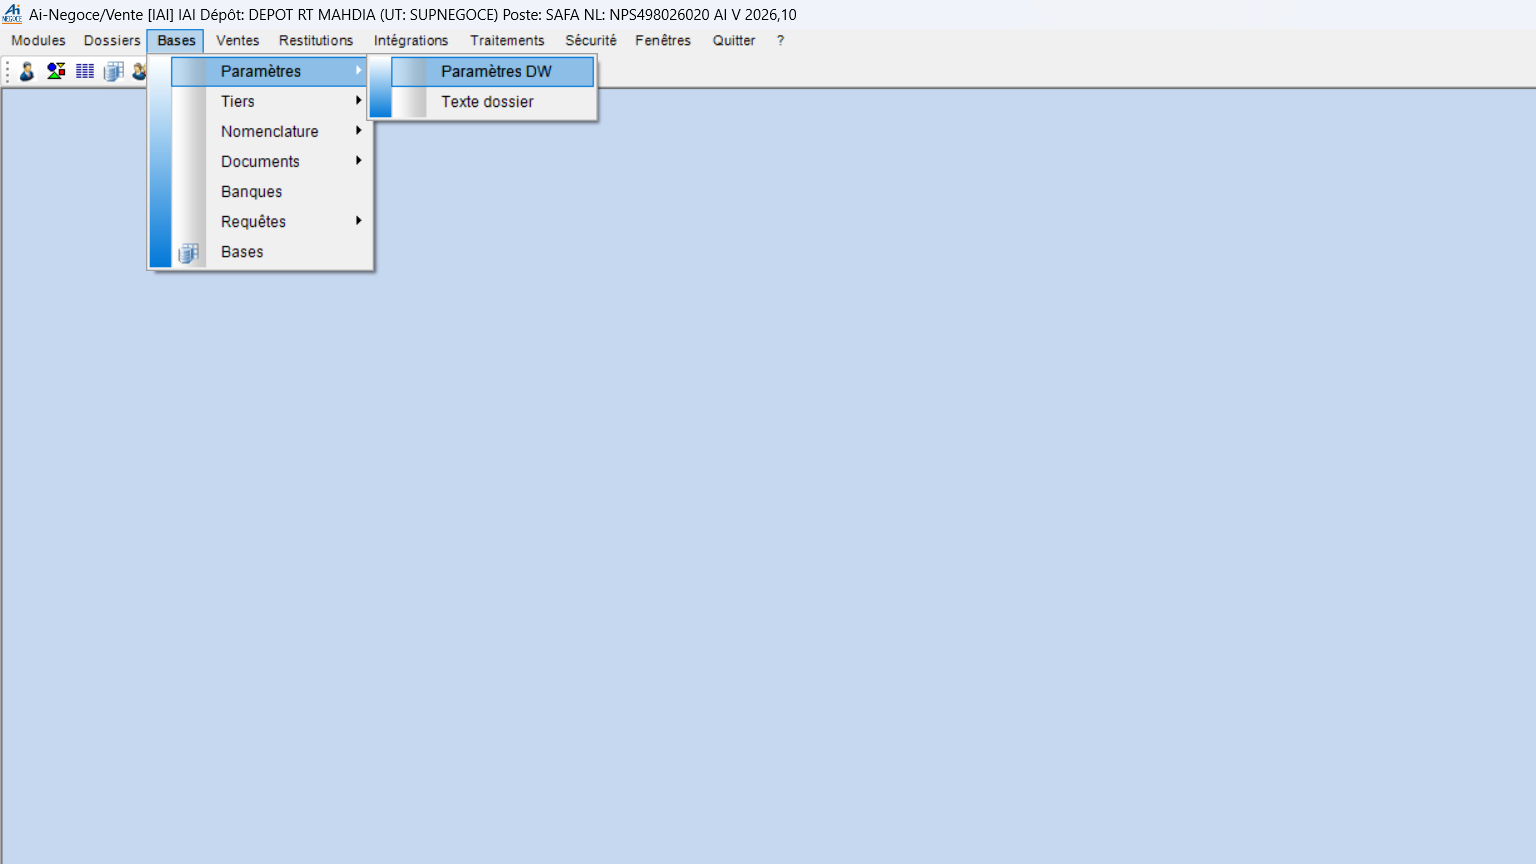 Ai-Negoce/Vente [IAI] IAI Dépôt: DEPOT RT MAHDIA (UT: SUPNEGOCE) Poste: SAFA NL: NPS498026020 AI V 2026,10
Modules Dossiers Bases Ventes Restitutions Intégrations Traitements Sécurité Fenêtres Quitter ?
Paramètres
Tiers
Nomenclature
Documents
Banques
Requêtes
Bases
Paramètres DW
Texte dossier